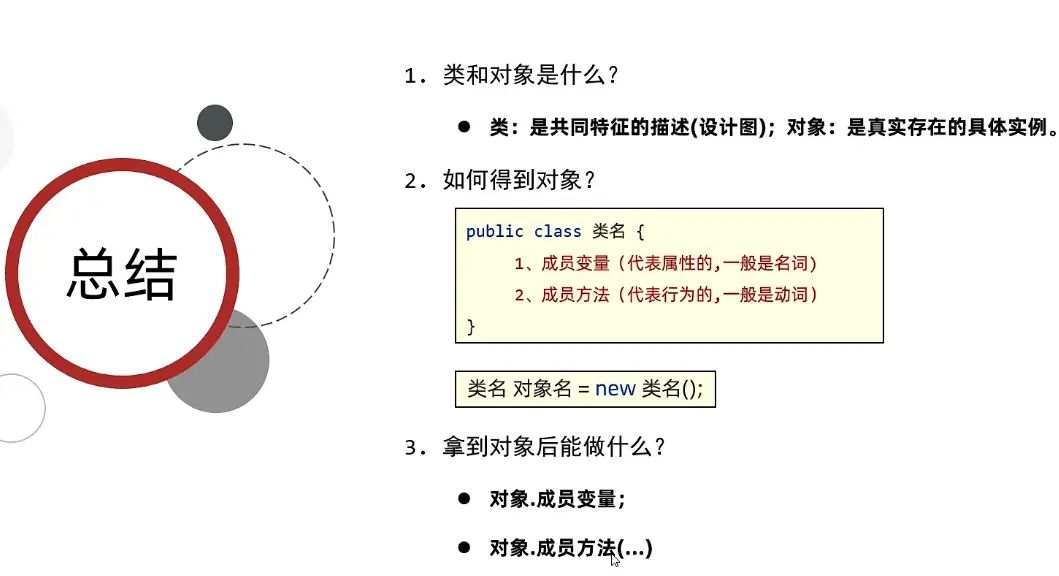 总结
1. 类和对象是什么？
● 类：是共同特征的描述(设计图)；对象：是真实存在的具体实例。
2. 如何得到对象？
public class 类名 {
1、成员变量（代表属性的,一般是名词）
2、成员方法（代表行为的,一般是动词）
}
类名 对象名 = new 类名();
3. 拿到对象后能做什么？
● 对象.成员变量；
● 对象.成员方法(...)